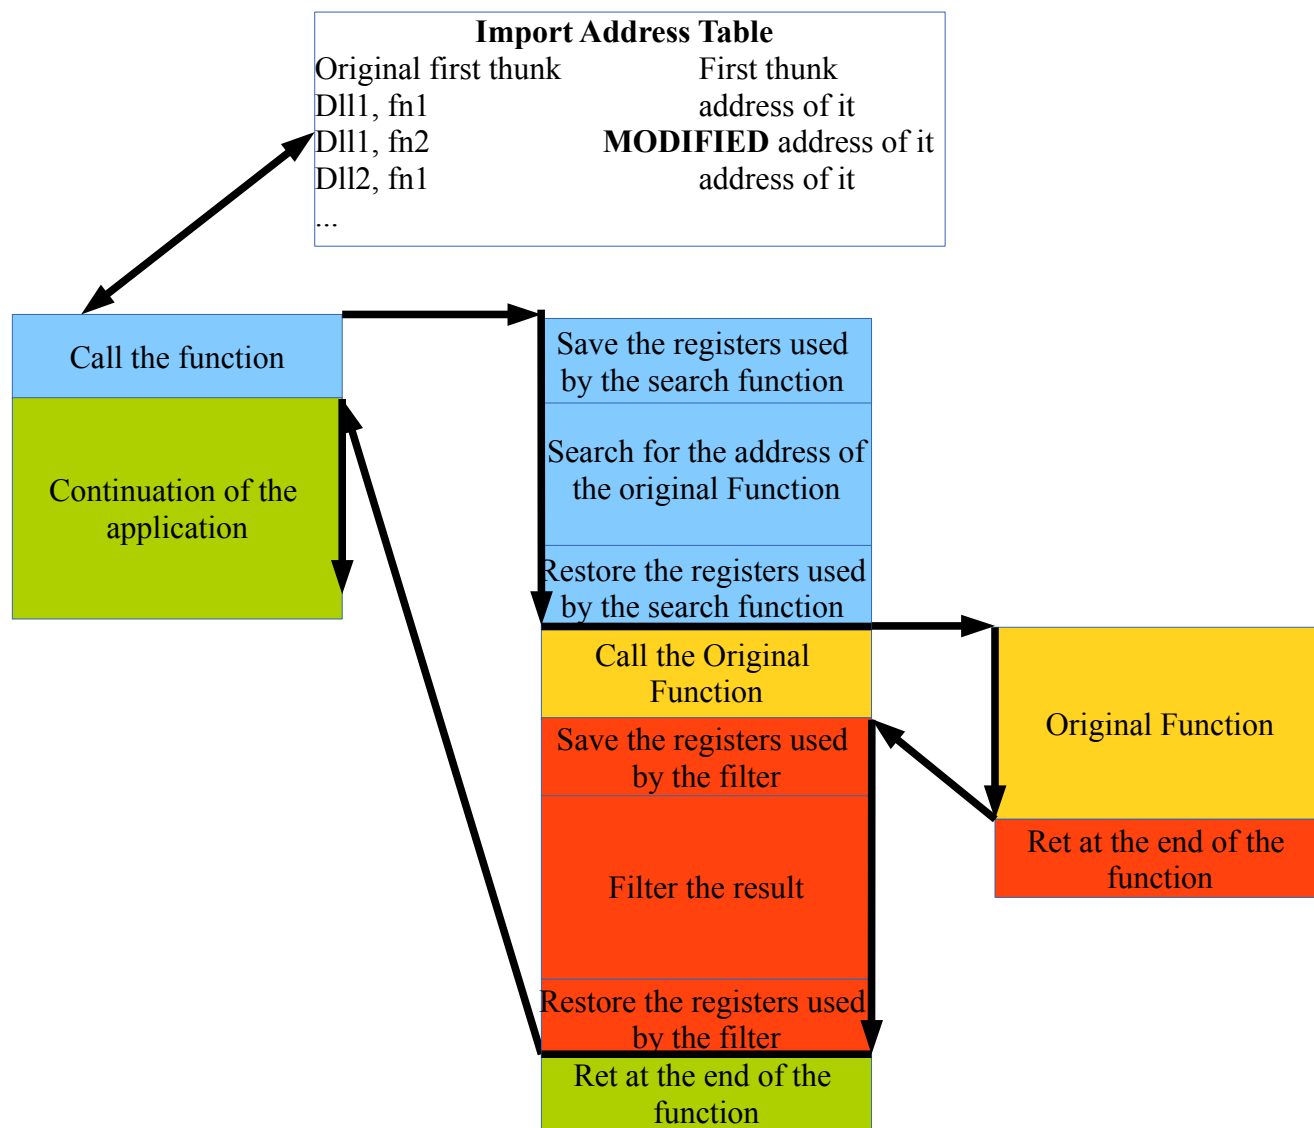 Import Address Table
Original first thunk First thunk
Dll1, fn1 address of it
Dll1, fn2 MODIFIED address of it
Dll2, fn1 address of it
...
Call the function
Continuation of the
application
Save the registers used
by the search function
Search for the address of
the original Function
Restore the registers used
by the search function
Call the Original
Function
Save the registers used
by the filter
Filter the result
Restore the registers used
by the filter
Ret at the end of the
function
Original Function
Ret at the end of the
function